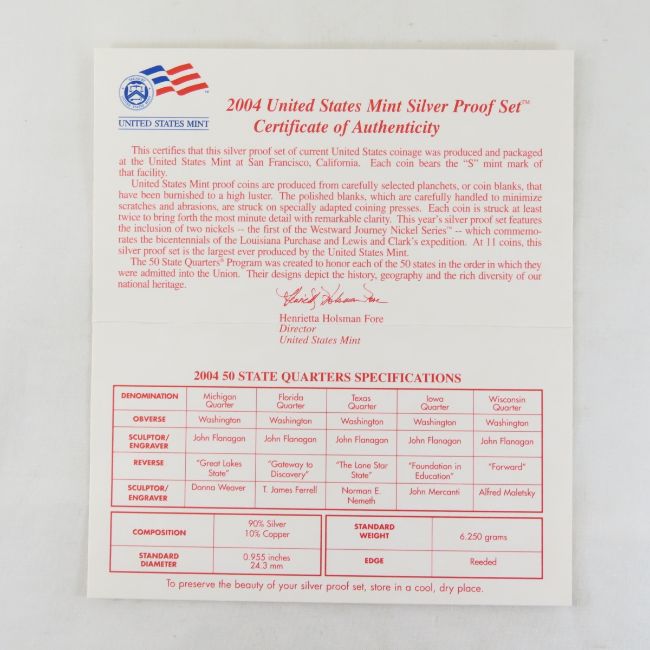 UNITED STATES MINT
2004 United States Mint Silver Proof Set™
Certificate of Authenticity
This certifies that this silver proof set of current United States coinage was produced and packaged
at the United States Mint at San Francisco, California. Each coin bears the “S” mint mark of
that facility.
United States Mint proof coins are produced from carefully selected planchets, or coin blanks, that
have been burnished to a high luster. The polished blanks, which are carefully handled to minimize
scratches and abrasions, are struck on specially adapted coining presses. Each coin is struck at least
twice to bring forth the most minute detail with remarkable clarity. This year's silver proof set features
the inclusion of two nickels -- the first of the Westward Journey Nickel Series™ -- which commemo-
rates the bicentennials of the Louisiana Purchase and Lewis and Clark's expedition. At 11 coins, this
silver proof set is the largest ever produced by the United States Mint.
The 50 State Quarters® Program was created to honor each of the 50 states in the order in which they
were admitted into the Union. Their designs depict the history, geography and the rich diversity of our
national heritage.
Henrietta Holsman Fore
Henrietta Holsman Fore
Director
United States Mint
2004 50 STATE QUARTERS SPECIFICATIONS
DENOMINATION Michigan Quarter Florida Quarter Texas Quarter Iowa Quarter Wisconsin Quarter
OBVERSE Washington Washington Washington Washington Washington
SCULPTOR/ENGRAVER John Flanagan John Flanagan John Flanagan John Flanagan John Flanagan
REVERSE “Great Lakes State” “Gateway to Discovery” “The Lone Star State” “Foundation in Education” “Forward”
SCULPTOR/ENGRAVER Donna Weaver T. James Ferrell Norman E. Nemeth John Mercanti Alfred Maletsky
COMPOSITION 90% Silver 10% Copper STANDARD WEIGHT 6.250 grams
STANDARD DIAMETER 0.955 inches 24.3 mm EDGE Reeded
To preserve the beauty of your silver proof set, store in a cool, dry place.